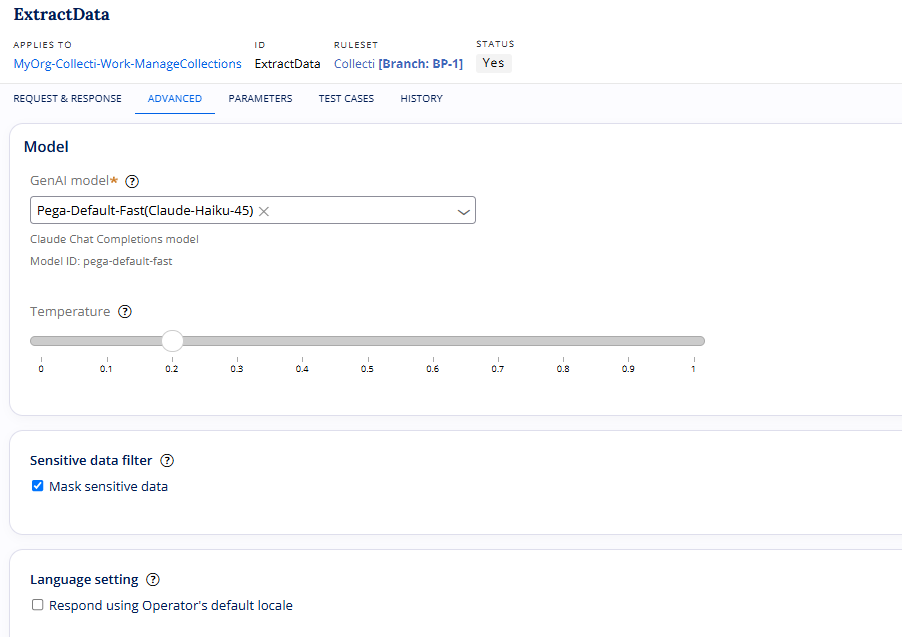 ExtractData
APPLIES TO ID RULESET STATUS
MyOrg-Collecti-Work-ManageCollections ExtractData Collecti [Branch: BP-1] Yes
REQUEST & RESPONSE ADVANCED PARAMETERS TEST CASES HISTORY
Model
GenAI model* ?
Pega-Default-Fast(Claude-Haiku-45) ×
Claude Chat Completions model
Model ID: pega-default-fast
Temperature ?
0 0.1 0.2 0.3 0.4 0.5 0.6 0.7 0.8 0.9 1
Sensitive data filter ?
Mask sensitive data
Language setting ?
Respond using Operator's default locale